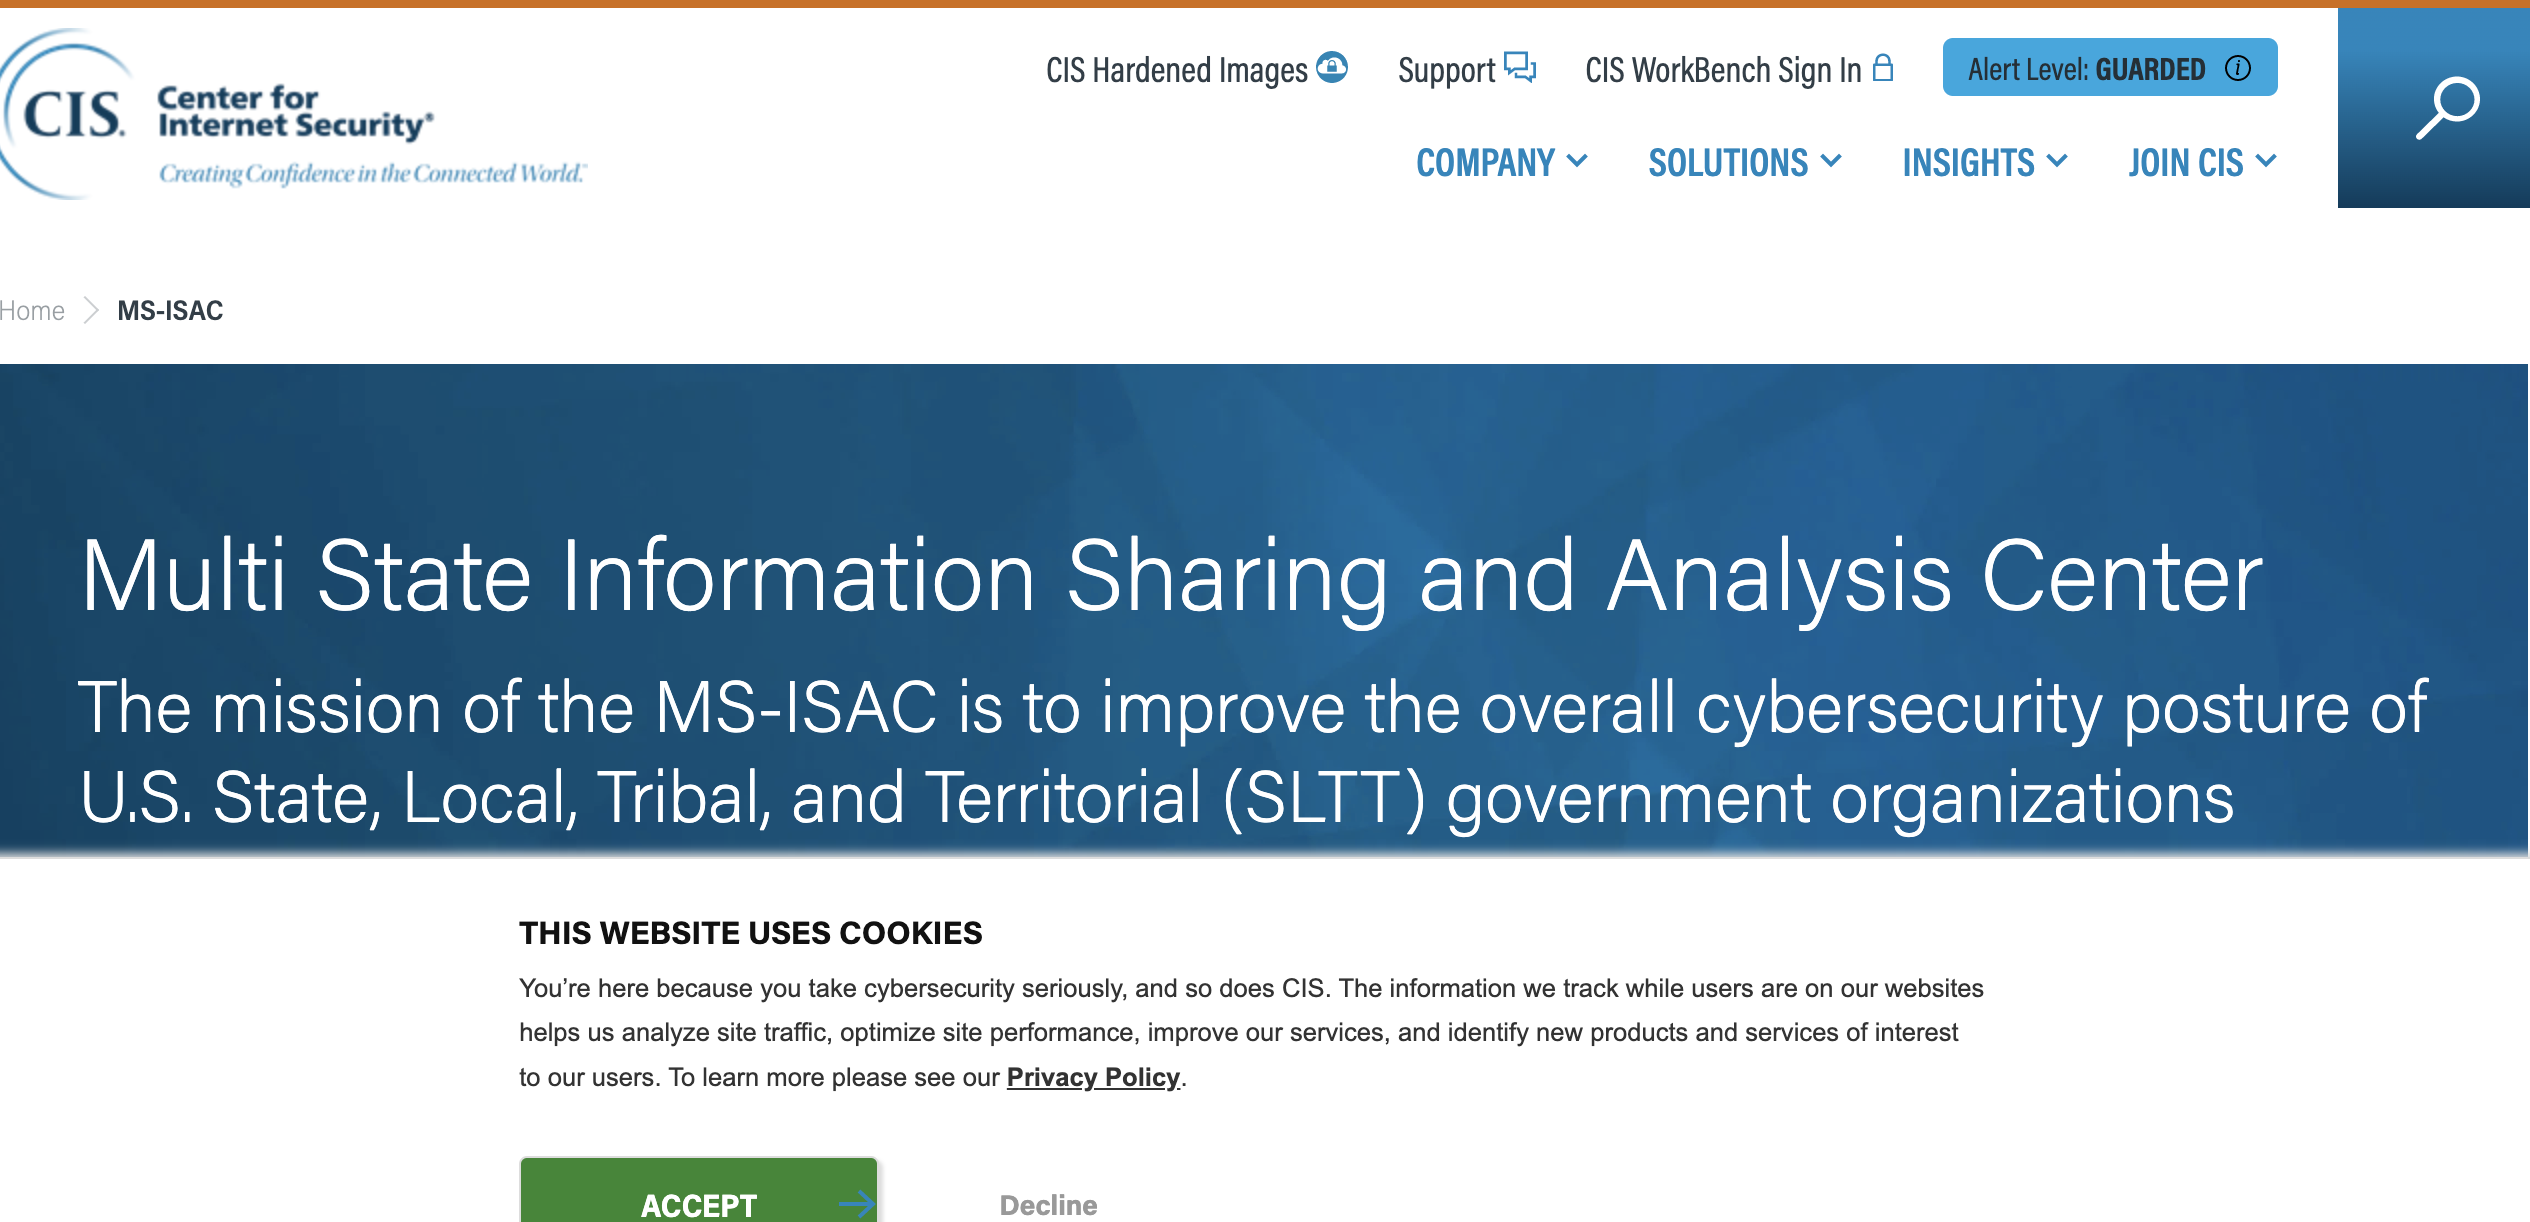 CIS Hardened Images
Support
CIS WorkBench Sign In
Alert Level: GUARDED
CIS.
Center for
Internet Security®
Creating Confidence in the Connected World.™
COMPANY
SOLUTIONS
INSIGHTS
JOIN CIS
Home
MS-ISAC
Multi State Information Sharing and Analysis Center
The mission of the MS-ISAC is to improve the overall cybersecurity posture of
U.S. State, Local, Tribal, and Territorial (SLTT) government organizations
THIS WEBSITE USES COOKIES
You’re here because you take cybersecurity seriously, and so does CIS. The information we track while users are on our websites
helps us analyze site traffic, optimize site performance, improve our services, and identify new products and services of interest
to our users. To learn more please see our Privacy Policy.
ACCEPT
Decline